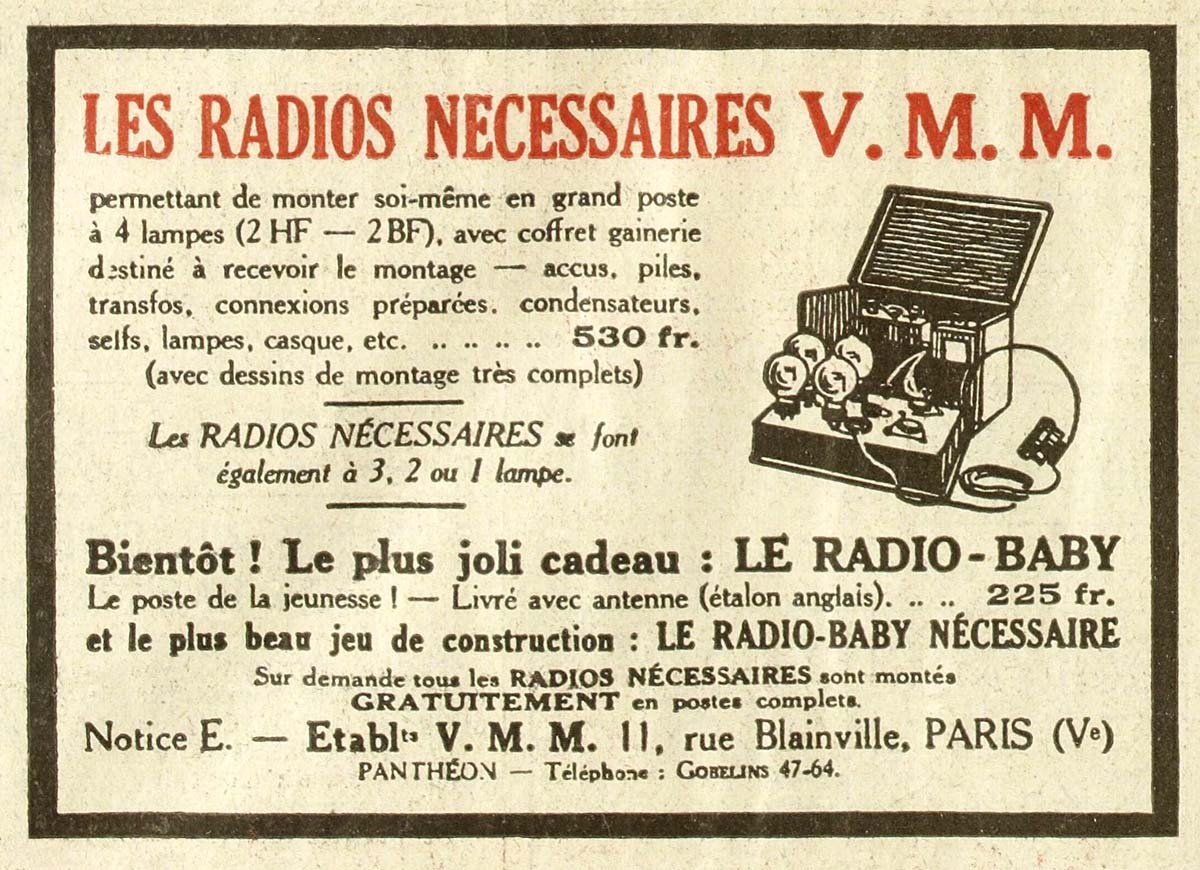 LES RADIOS NECESSAIRES V. M. M.
permettant de monter soi-même en grand poste
à 4 lampes (2 HF — 2 BF), avec coffret gainerie
destiné à recevoir le montage — accus, piles,
transfos, connexions préparées. condensateurs,
selfs, lampes, casque, etc. .. .. .. .. 530 fr.
(avec dessins de montage très complets)
Les RADIOS NÉCESSAIRES se font
également à 3, 2 ou 1 lampe.
Bientôt ! Le plus joli cadeau : LE RADIO-BABY
Le poste de la jeunesse ! — Livré avec antenne (étalon anglais). .. .. 225 fr.
et le plus beau jeu de construction : LE RADIO-BABY NÉCESSAIRE
Sur demande tous les RADIOS NÉCESSAIRES sont montés
GRATUITEMENT en postes complets.
Notice E. — Etablts V. M. M. 11, rue Blainville, PARIS (Ve)
PANTHÉON — Téléphone : GOBELINS 47-64.